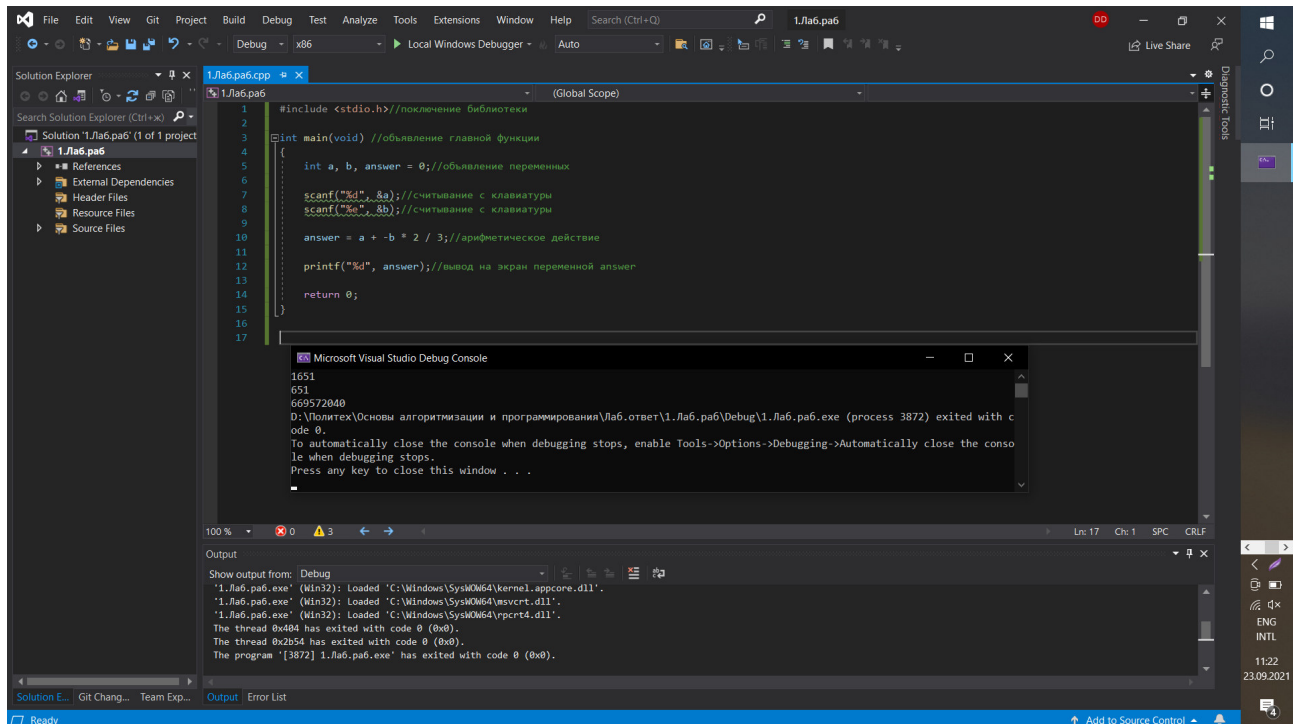 File Edit View Git Project Build Debug Test Analyze Tools Extensions Window Help Search (Ctrl+Q) 1.Лаб.раб DD
Debug x86 Local Windows Debugger Auto Live Share
Solution Explorer
Search Solution Explorer (Ctrl+ж)
Solution '1.Лаб.раб' (1 of 1 project
1.Лаб.раб
References
External Dependencies
Header Files
Resource Files
Source Files
1.Лаб.раб.cpp
1.Лаб.раб (Global Scope)
1 #include <stdio.h>//поключение библиотеки
2
3 int main(void) //объявление главной функции
4 {
5 int a, b, answer = 0;//объявление переменных
6
7 scanf("%d", &a);//считывание с клавиатуры
8 scanf("%e", &b);//считывание с клавиатуры
9
10 answer = a + -b * 2 / 3;//арифметическое действие
11
12 printf("%d", answer);//вывод на экран переменной answer
13
14 return 0;
15 }
16
17
Microsoft Visual Studio Debug Console
1651
651
669572040
D:\Политех\Основы алгоритмизации и программирования\Лаб.ответ\1.Лаб.раб\Debug\1.Лаб.раб.exe (process 3872) exited with c
ode 0.
To automatically close the console when debugging stops, enable Tools->Options->Debugging->Automatically close the conso
le when debugging stops.
Press any key to close this window . . .
100 % 0 3 Ln: 17 Ch: 1 SPC CRLF
Output
Show output from: Debug
'1.Лаб.раб.exe' (Win32): Loaded 'C:\Windows\SysWOW64\kernel.appcore.dll'.
'1.Лаб.раб.exe' (Win32): Loaded 'C:\Windows\SysWOW64\msvcrt.dll'.
'1.Лаб.раб.exe' (Win32): Loaded 'C:\Windows\SysWOW64\rpcrt4.dll'.
The thread 0x404 has exited with code 0 (0x0).
The thread 0x2b54 has exited with code 0 (0x0).
The program '[3872] 1.Лаб.раб.exe' has exited with code 0 (0x0).
Solution E... Git Chang... Team Exp... Output Error List
Ready Add to Source Control
Diagnostic Tools
ENG
INTL
11:22
23.09.2021
4